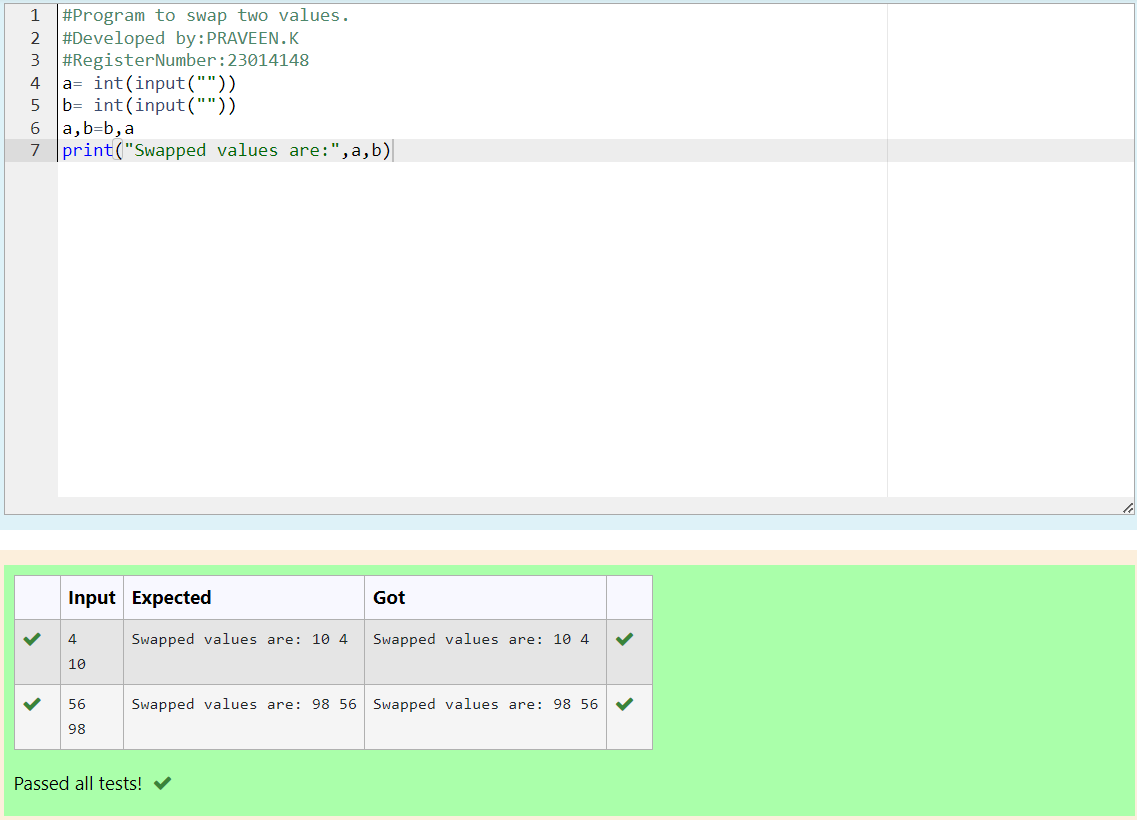 1 #Program to swap two values.
2 #Developed by:PRAVEEN.K
3 #RegisterNumber:23014148
4 a= int(input(""))
5 b= int(input(""))
6 a,b=b,a
7 print("Swapped values are:",a,b)
Input Expected Got
4 Swapped values are: 10 4 Swapped values are: 10 4
10
56 Swapped values are: 98 56 Swapped values are: 98 56
98
Passed all tests!